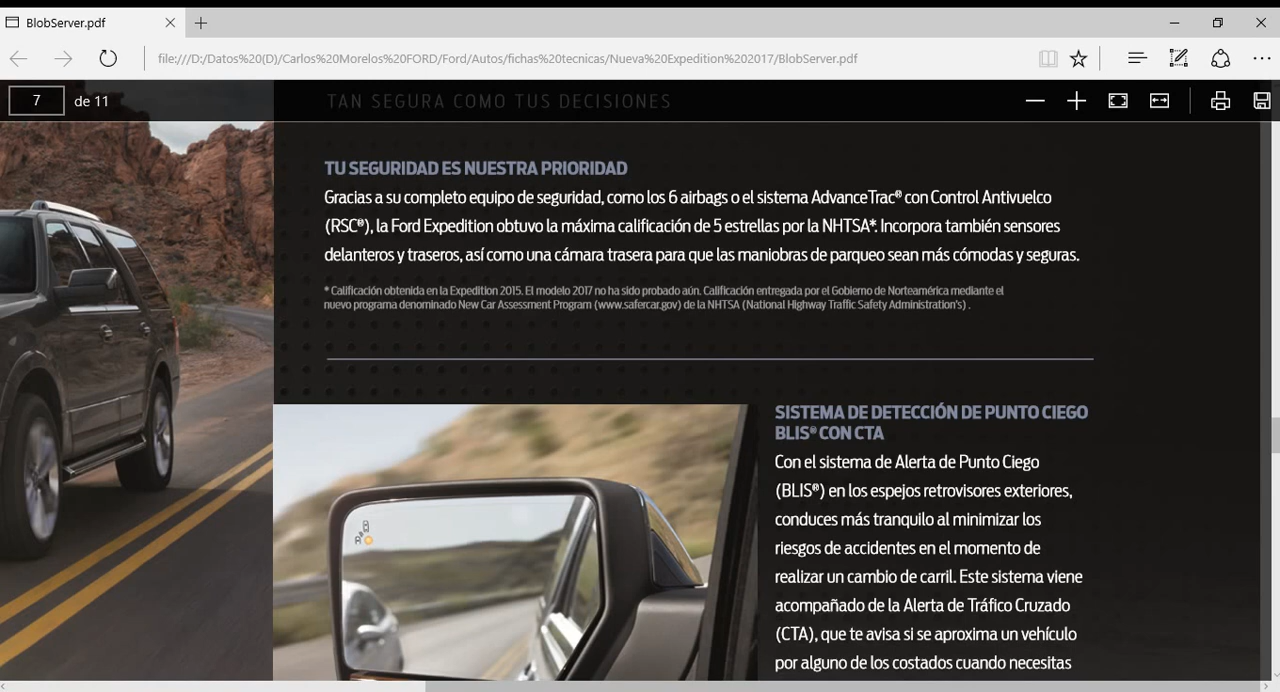 BlobServer.pdf
file:///D:/Datos%20(D)/Carlos%20Morelos%20FORD/Ford/Autos/fichas%20tecnicas/Nueva%20Expedition%202017/BlobServer.pdf
7 de 11
TAN SEGURA COMO TUS DECISIONES
TU SEGURIDAD ES NUESTRA PRIORIDAD
Gracias a su completo equipo de seguridad, como los 6 airbags o el sistema AdvanceTrac® con Control Antivuelco
(RSC®), la Ford Expedition obtuvo la máxima calificación de 5 estrellas por la NHTSA*. Incorpora también sensores
delanteros y traseros, así como una cámara trasera para que las maniobras de parqueo sean más cómodas y seguras.
* Calificación obtenida en la Expedition 2015. El modelo 2017 no ha sido probado aún. Calificación entregada por el Gobierno de Norteamérica mediante el
nuevo programa denominado New Car Assessment Program (www.safercar.gov) de la NHTSA (National Highway Traffic Safety Administration's) .
SISTEMA DE DETECCIÓN DE PUNTO CIEGO
BLIS® CON CTA
Con el sistema de Alerta de Punto Ciego
(BLIS®) en los espejos retrovisores exteriores,
conduces más tranquilo al minimizar los
riesgos de accidentes en el momento de
realizar un cambio de carril. Este sistema viene
acompañado de la Alerta de Tráfico Cruzado
(CTA), que te avisa si se aproxima un vehículo
por alguno de los costados cuando necesitas